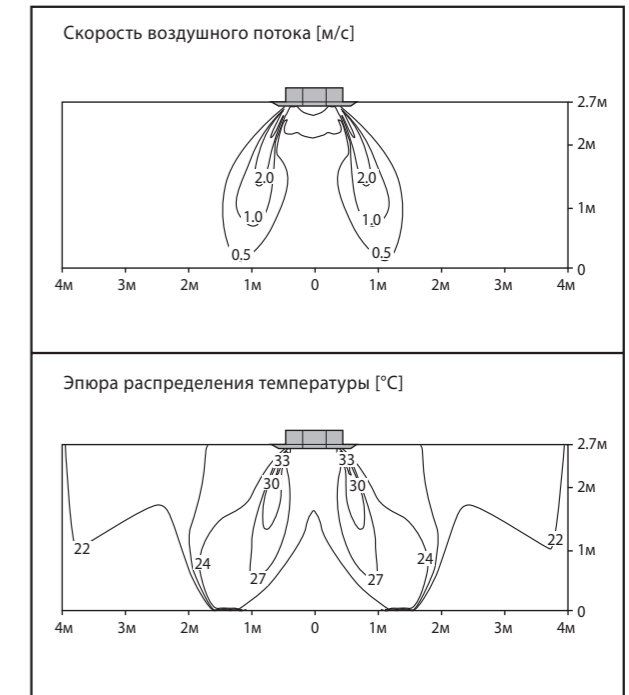 Скорость воздушного потока [м/с]
2.7м
2м
2.0 2.0
1м
1.0 1.0
0.5 0.5
0
4м 3м 2м 1м 0 1м 2м 3м 4м
Эпюра распределения температуры [°C]
2.7м
33 33
30 30
2м
22 22
1м
24 24
27 27
0
4м 3м 2м 1м 0 1м 2м 3м 4м